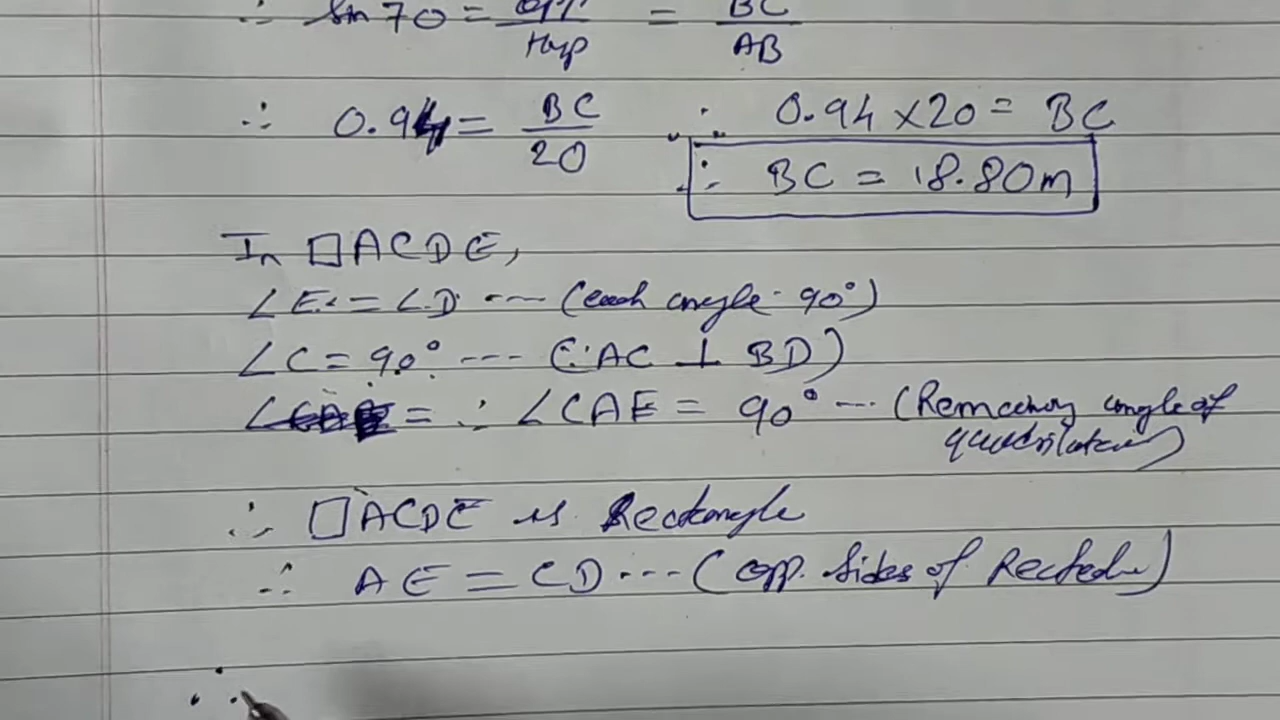 ∴ Sin 70 = opp/Hyp = BC/AB
∴ 0.94 = BC/20 ∴ 0.94 × 20 = BC
∴ BC = 18.80m
In □ACDE,
∠E = ∠D ---- (each angle 90°)
∠C = 90° ---- (∵ AC ⊥ BD)
= ∴ ∠CAE = 90° --- (Remaining angle of
quadrilateral)
∴ □ACDE is Rectangle
∴ AE = CD ---- (opp. sides of
∴